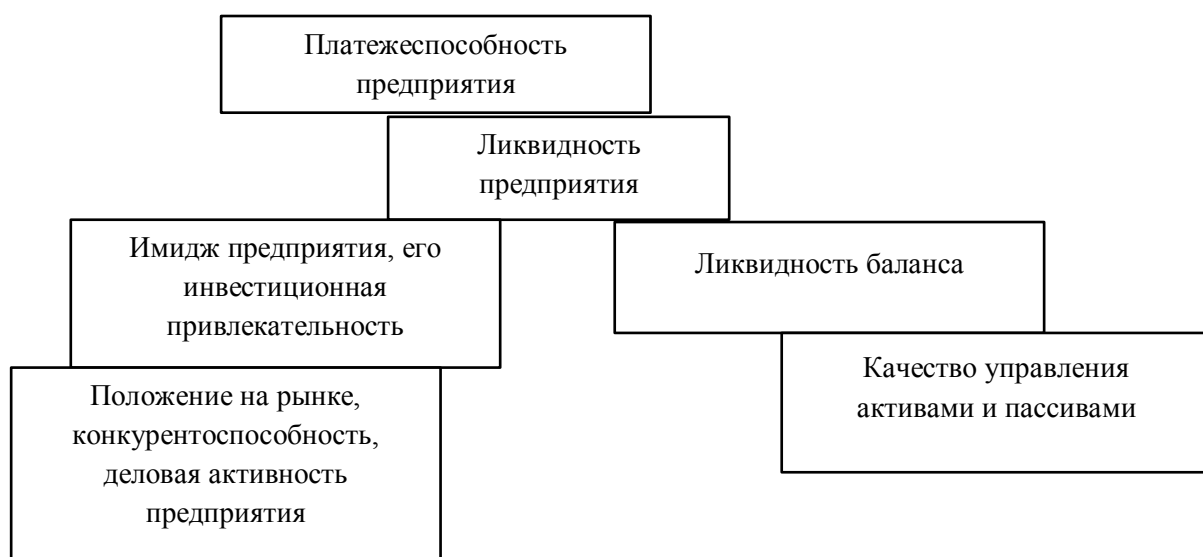 Платежеспособность
предприятия
Ликвидность
предприятия
Имидж предприятия, его
инвестиционная
привлекательность
Ликвидность баланса
Положение на рынке,
конкурентоспособность,
деловая активность
предприятия
Качество управления
активами и пассивами